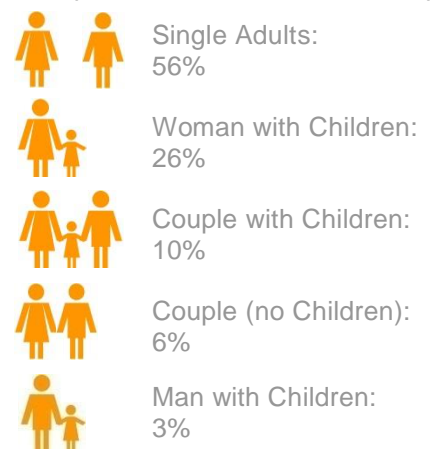 Single Adults:
56%
Woman with Children:
26%
Couple with Children:
10%
Couple (no Children):
6%
Man with Children:
3%